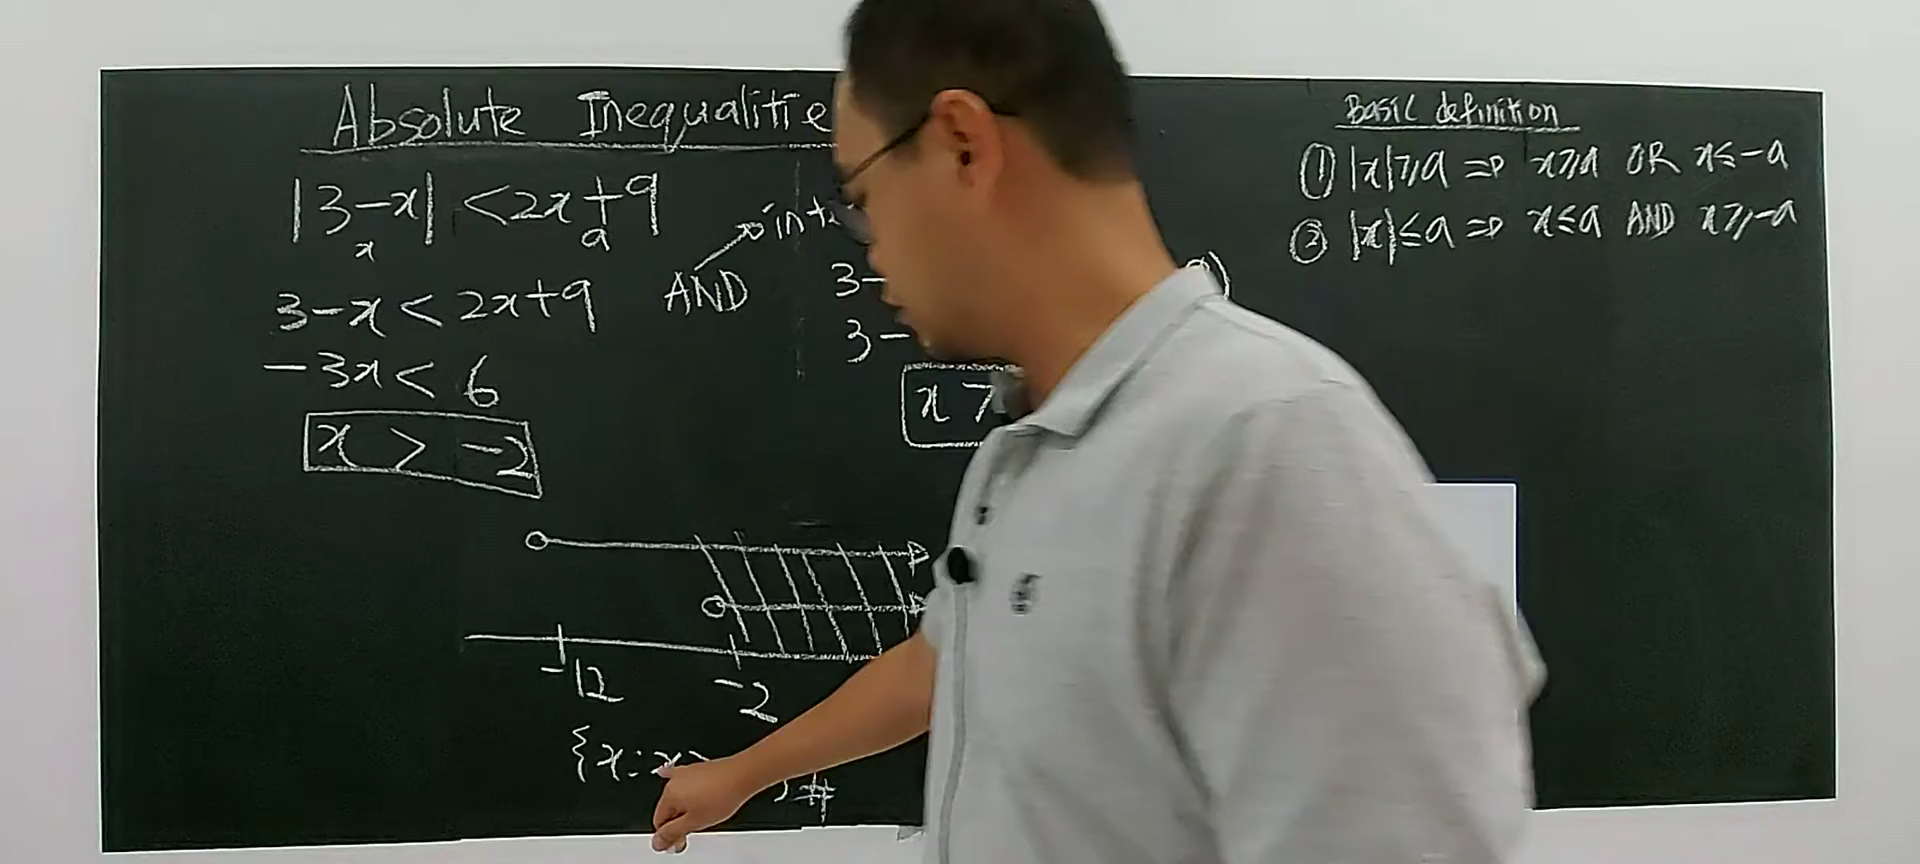 Absolute Inequalitie
|3-x| < 2x+9
x a
3-x < 2x+9 AND
-3x < 6
x > -2
3-
3-
x >
-12 -2
{x:x>
Basic definition
① |x|≥a ⇒ x≥a OR x≤-a
② |x|≤a ⇒ x≤a AND x≥-a